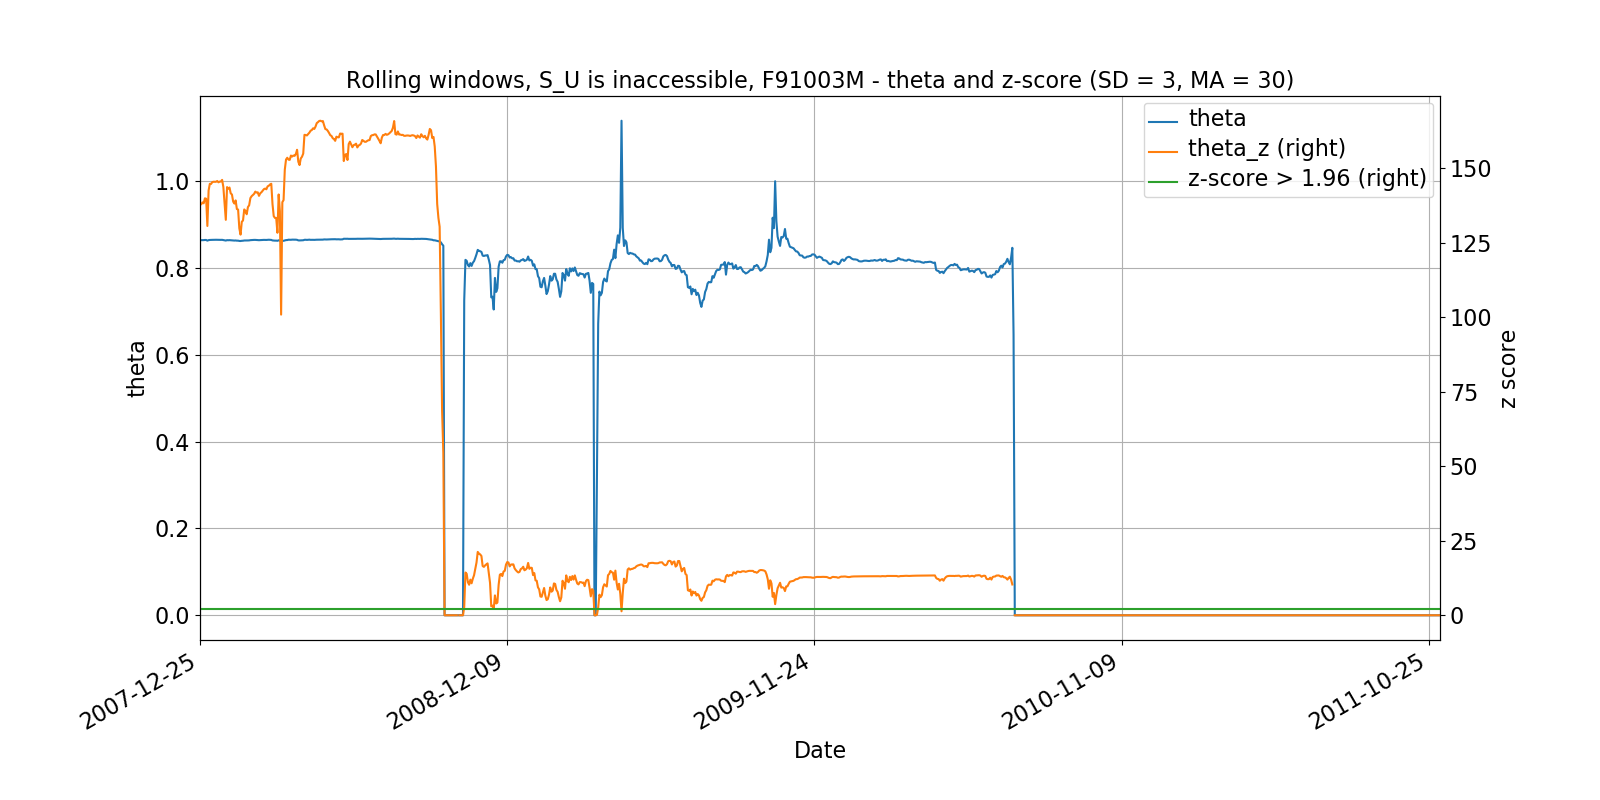 Rolling windows, S_U is inaccessible, F91003M - theta and z-score (SD = 3, MA = 30)
theta
theta_z (right)
z-score > 1.96 (right)
1.0
0.8
0.6
0.4
0.2
0.0
theta
150
125
100
75
50
25
0
z score
2007-12-25
2008-12-09
2009-11-24
2010-11-09
2011-10-25
Date